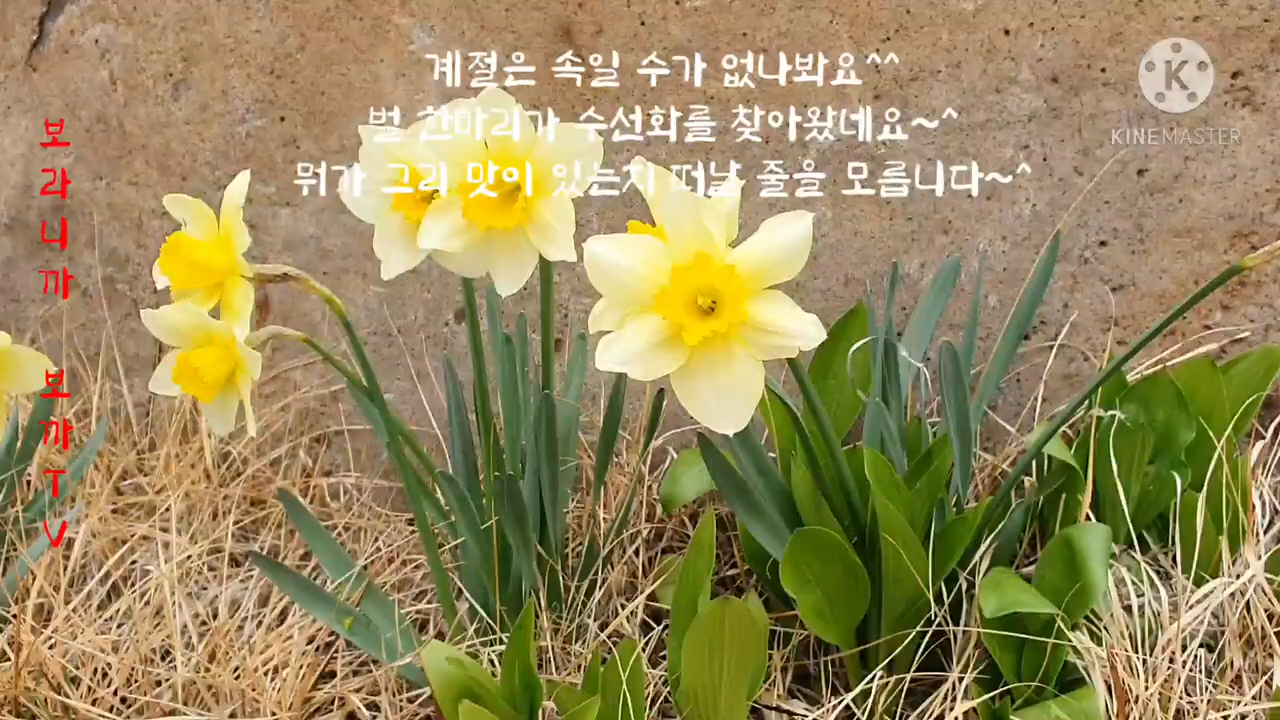 계절은 속일 수가 없나봐요^^
벌 한마리가 수선화를 찾아왔네요~^
뭐가 그리 맛이 있는지 떠날 줄을 모릅니다~^
보라니까 보까TV
K
KINEMASTER